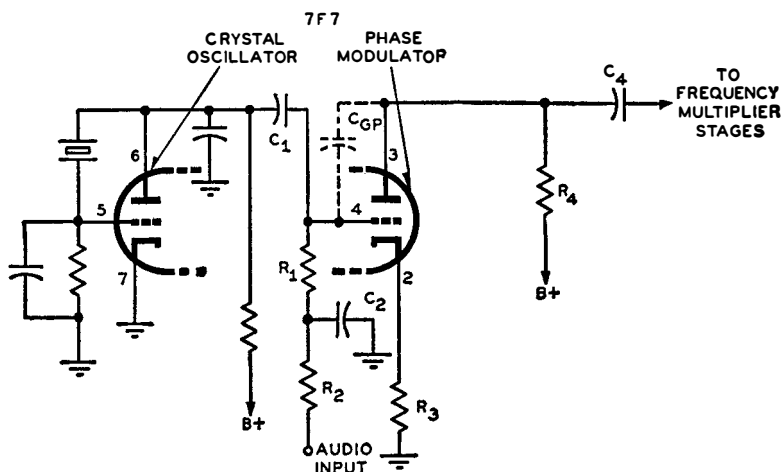 7F7
CRYSTAL
OSCILLATOR
PHASE
MODULATOR
C4
TO
FREQUENCY
MULTIPLIER
STAGES
C1
CGP
6
3
5
4
R4
7
R1
2
C2
B+
R2
R3
B+
AUDIO
INPUT